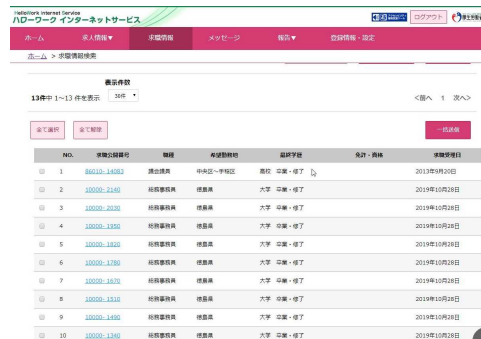 HelloWork Internet Service
ハローワーク インターネットサービス
ログアウト
ホーム 求人情報▼ 求職情報 メッセージ 報告▼ 登録情報・設定
ホーム > 求職情報検索
表示件数
13件中 1～13 件を表示 30件 <前へ 1 次へ>
全て選択 全て解除
NO. 求職公開番号 職種 希望勤務地 最終学歴 免許・資格 求職受理日
1 86010- 14083 議会議員 中央区～手稲区 高校 卒業・修了 2013年9月20日
2 10000- 2140 総務事務員 徳島県 大学 卒業・修了 2019年10月28日
3 10000- 2030 総務事務員 徳島県 大学 卒業・修了 2019年10月28日
4 10000- 1950 総務事務員 徳島県 大学 卒業・修了 2019年10月28日
5 10000- 1820 総務事務員 徳島県 大学 卒業・修了 2019年10月28日
6 10000- 1780 総務事務員 徳島県 大学 卒業・修了 2019年10月28日
7 10000- 1670 総務事務員 徳島県 大学 卒業・修了 2019年10月28日
8 10000- 1510 総務事務員 徳島県 大学 卒業・修了 2019年10月28日
9 10000- 1490 総務事務員 徳島県 大学 卒業・修了 2019年10月28日
10 10000- 1340 総務事務員 徳島県 大学 卒業・修了 2019年10月28日